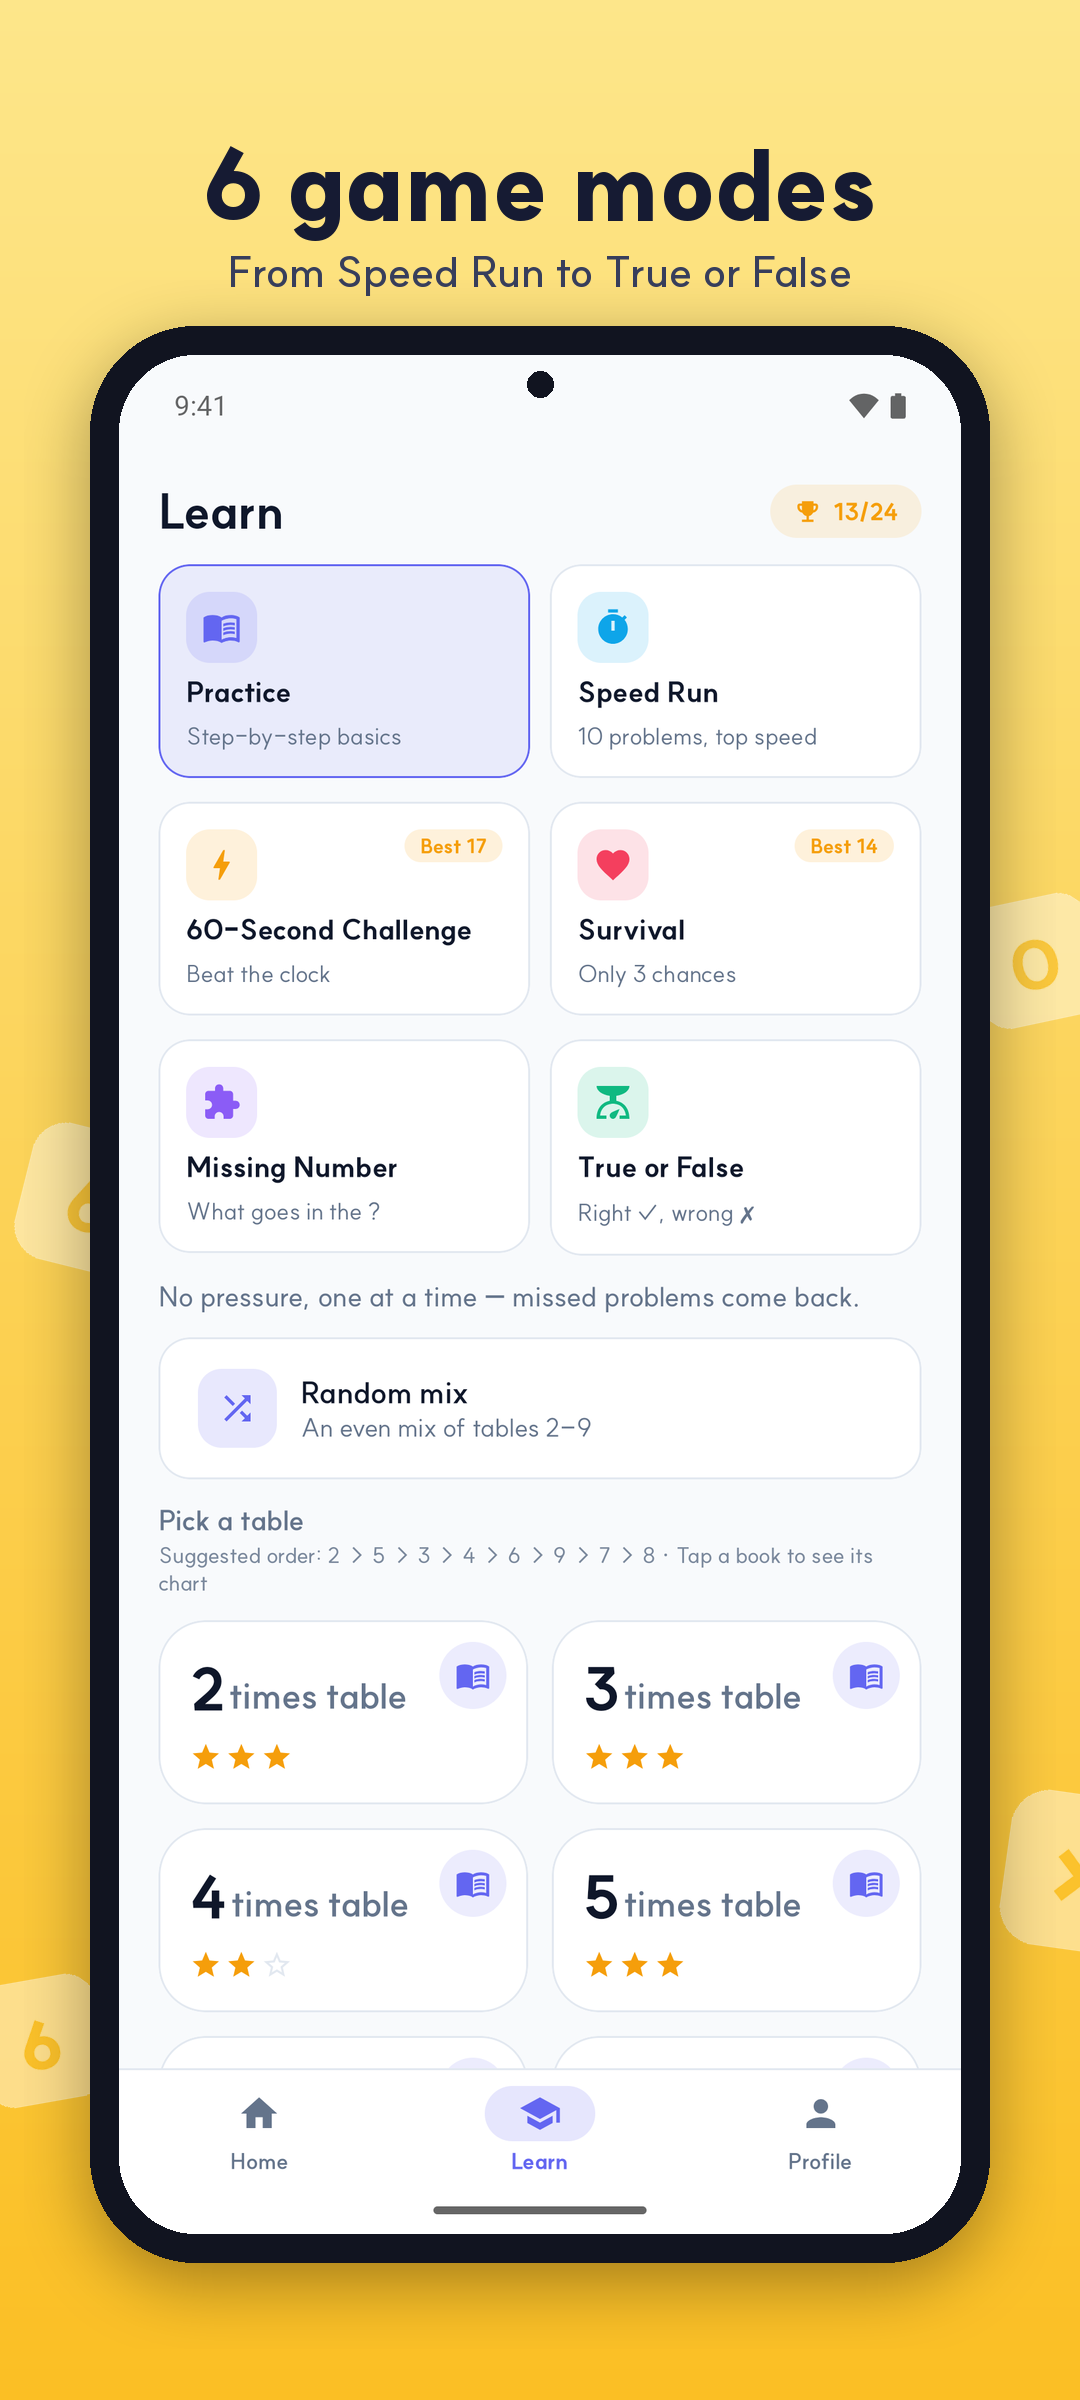 6 game modes
From Speed Run to True or False
9:41
Learn
13/24
Practice
Step-by-step basics
Speed Run
10 problems, top speed
Best 17
60-Second Challenge
Beat the clock
Best 14
Survival
Only 3 chances
Missing Number
What goes in the ?
True or False
Right ✓, wrong ✗
No pressure, one at a time — missed problems come back.
Random mix
An even mix of tables 2–9
Pick a table
Suggested order: 2 > 5 > 3 > 4 > 6 > 9 > 7 > 8 · Tap a book to see its
chart
2 times table
3 times table
4 times table
5 times table
Home
Learn
Profile
0
6
6